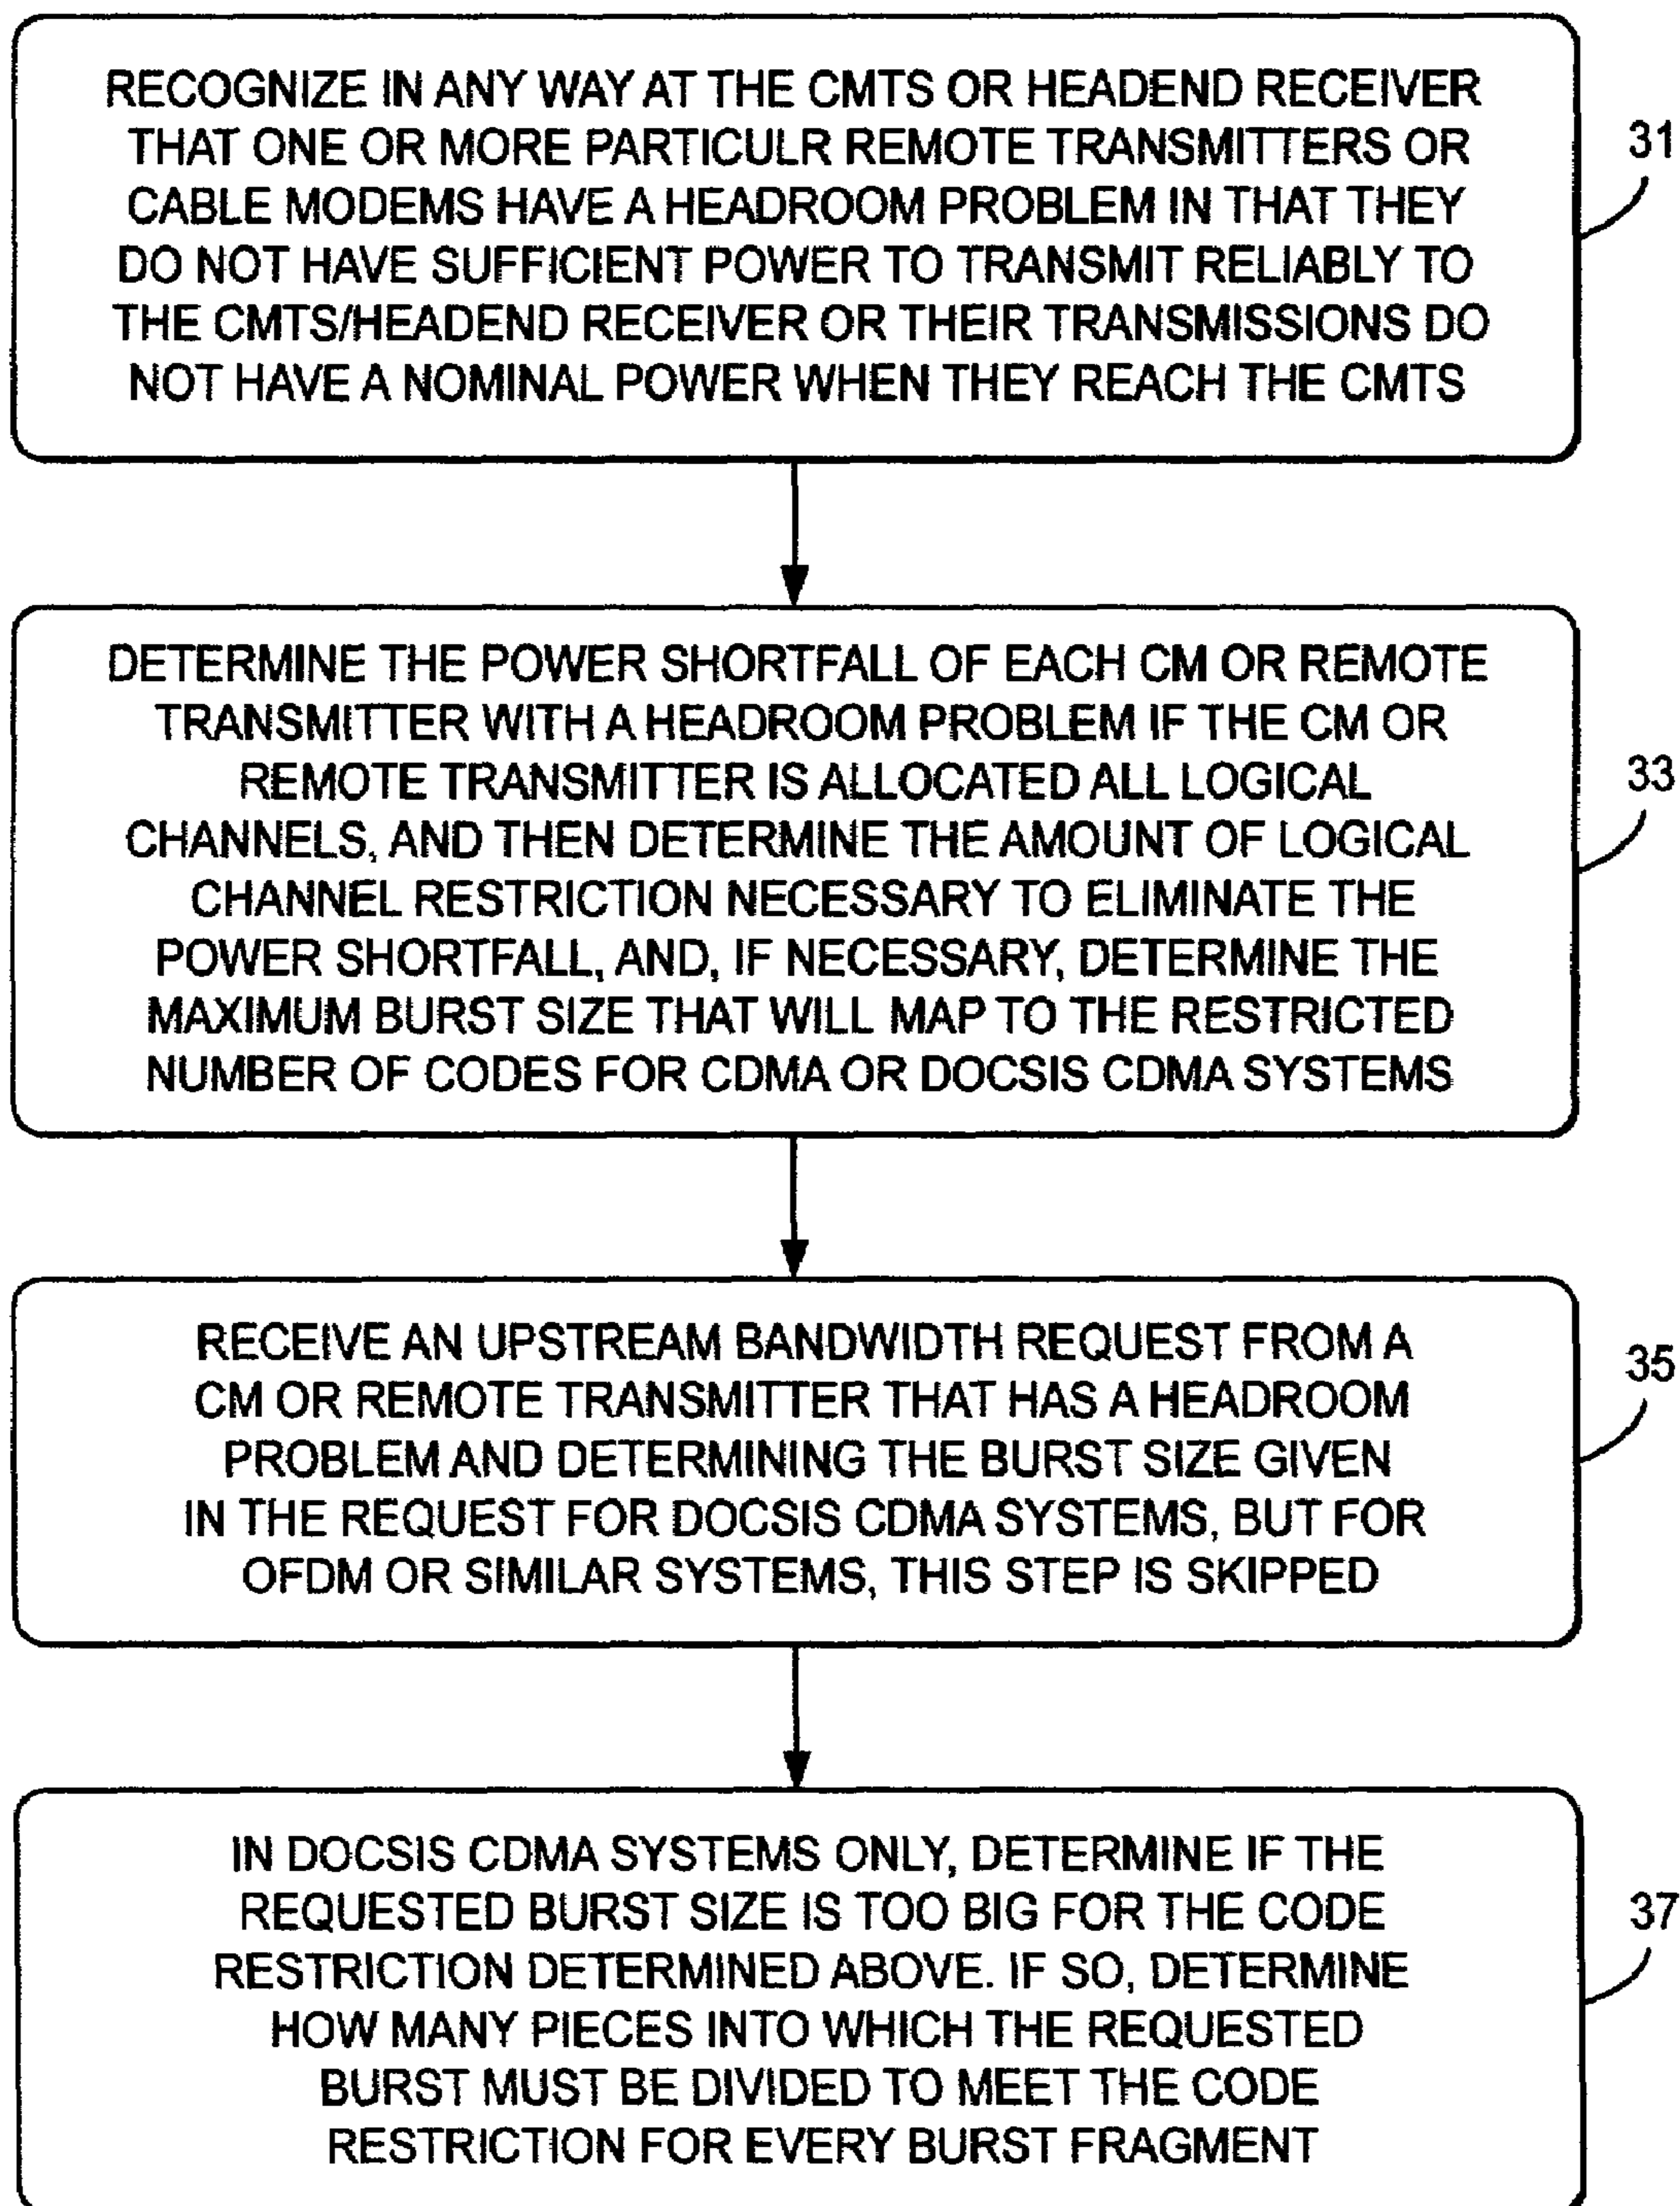 RECOGNIZE IN ANY WAY AT THE CMTS OR HEADEND RECEIVER
THAT ONE OR MORE PARTICULR REMOTE TRANSMITTERS OR
CABLE MODEMS HAVE A HEADROOM PROBLEM IN THAT THEY
DO NOT HAVE SUFFICIENT POWER TO TRANSMIT RELIABLY TO
THE CMTS/HEADEND RECEIVER OR THEIR TRANSMISSIONS DO
NOT HAVE A NOMINAL POWER WHEN THEY REACH THE CMTS
31
DETERMINE THE POWER SHORTFALL OF EACH CM OR REMOTE
TRANSMITTER WITH A HEADROOM PROBLEM IF THE CM OR
REMOTE TRANSMITTER IS ALLOCATED ALL LOGICAL
CHANNELS, AND THEN DETERMINE THE AMOUNT OF LOGICAL
CHANNEL RESTRICTION NECESSARY TO ELIMINATE THE
POWER SHORTFALL, AND, IF NECESSARY, DETERMINE THE
MAXIMUM BURST SIZE THAT WILL MAP TO THE RESTRICTED
NUMBER OF CODES FOR CDMA OR DOCSIS CDMA SYSTEMS
33
RECEIVE AN UPSTREAM BANDWIDTH REQUEST FROM A
CM OR REMOTE TRANSMITTER THAT HAS A HEADROOM
PROBLEM AND DETERMINING THE BURST SIZE GIVEN
IN THE REQUEST FOR DOCSIS CDMA SYSTEMS, BUT FOR
OFDM OR SIMILAR SYSTEMS, THIS STEP IS SKIPPED
35
IN DOCSIS CDMA SYSTEMS ONLY, DETERMINE IF THE
REQUESTED BURST SIZE IS TOO BIG FOR THE CODE
RESTRICTION DETERMINED ABOVE. IF SO, DETERMINE
HOW MANY PIECES INTO WHICH THE REQUESTED
BURST MUST BE DIVIDED TO MEET THE CODE
RESTRICTION FOR EVERY BURST FRAGMENT
37